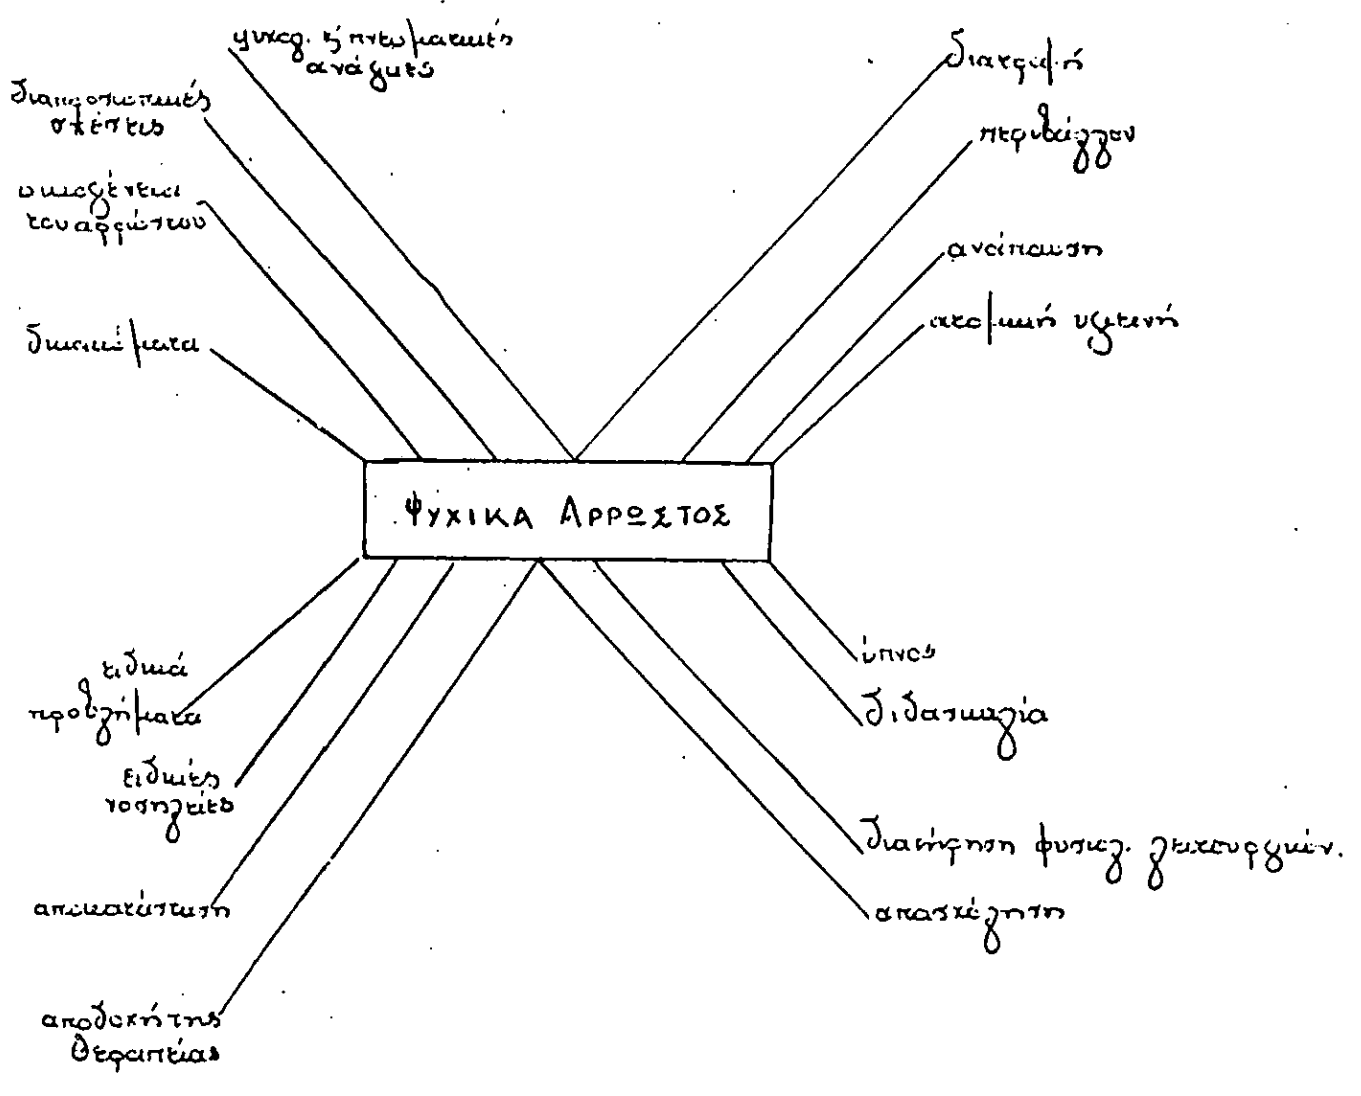 ψυχολ. ή πνευματικές
ανάγκες
διαπροσωπικές
σχέσεις
οικογένεια
του αρρώστου
δικαιώματα
διατροφή
περιβάλλον
ανάπαυση
ατομική υγιεινή
ΨΥΧΙΚΑ ΑΡΡΩΣΤΟΣ
ειδικά
προβλήματα
ειδικές
νοσηλείες
αποκατάσταση
αποδοχή της
θεραπείας
ύπνος
διδασκαλία
διατήρηση φυσιολ. λειτουργιών.
απασχόληση